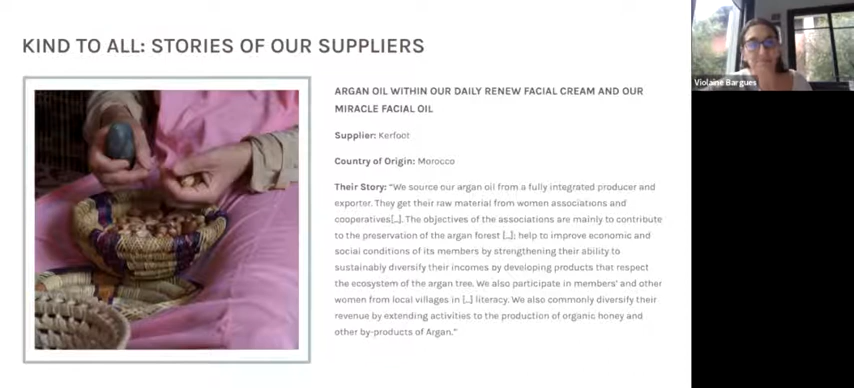 KIND TO ALL: STORIES OF OUR SUPPLIERS
ARGAN OIL WITHIN OUR DAILY RENEW FACIAL CREAM AND OUR
MIRACLE FACIAL OIL
Supplier: Kerfoot
Country of Origin: Morocco
Their Story: “We source our argan oil from a fully integrated producer and
exporter. They get their raw material from women associations and
cooperatives[...]. The objectives of the associations are mainly to contribute
to the preservation of the argan forest [...]; help to improve economic and
social conditions of its members by strengthening their ability to
sustainably diversify their incomes by developing products that respect
the ecosystem of the argan tree. We also participate in members’ and other
women from local villages in [...] literacy. We also commonly diversify their
revenue by extending activities to the production of organic honey and
other by-products of Argan.”
Violaine Bargues